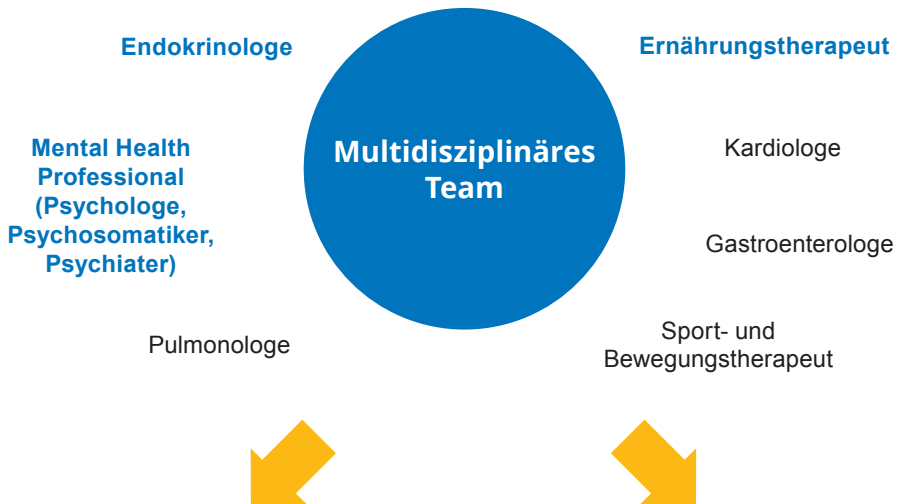 Endokrinologe
Ernährungstherapeut
Multidisziplinäres
Team
Mental Health
Professional
(Psychologe,
Psychosomatiker,
Psychiater)
Kardiologe
Gastroenterologe
Pulmonologe
Sport- und
Bewegungstherapeut